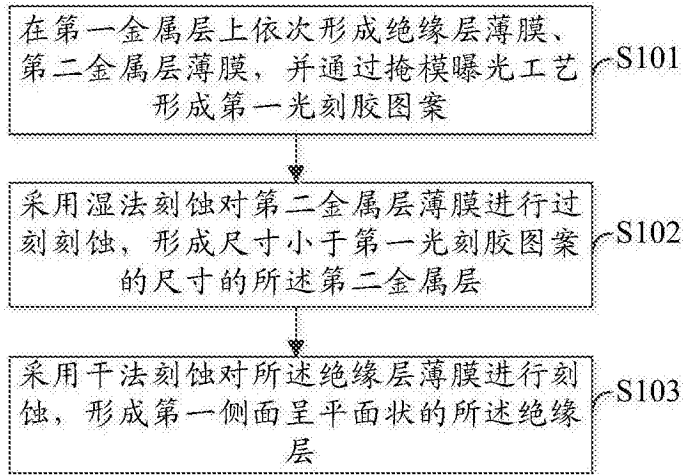 在第一金属层上依次形成绝缘层薄膜、
第二金属层薄膜，并通过掩模曝光工艺
形成第一光刻胶图案
S101
采用湿法刻蚀对第二金属层薄膜进行过
刻刻蚀，形成尺寸小于第一光刻胶图案
的尺寸的所述第二金属层
S102
采用干法刻蚀对所述绝缘层薄膜进行刻
蚀，形成第一侧面呈平面状的所述绝缘
层
S103